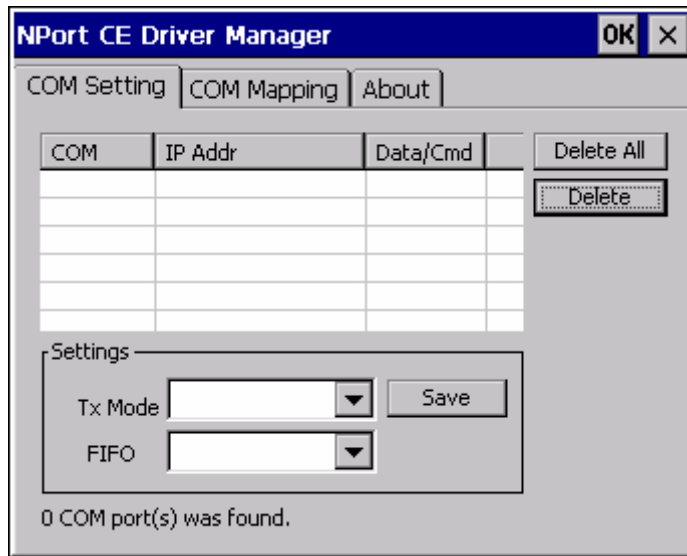 NPort CE Driver Manager OK ×
COM Setting COM Mapping About
COM IP Addr Data/Cmd Delete All
Delete
Settings
Tx Mode Save
FIFO
0 COM port(s) was found.